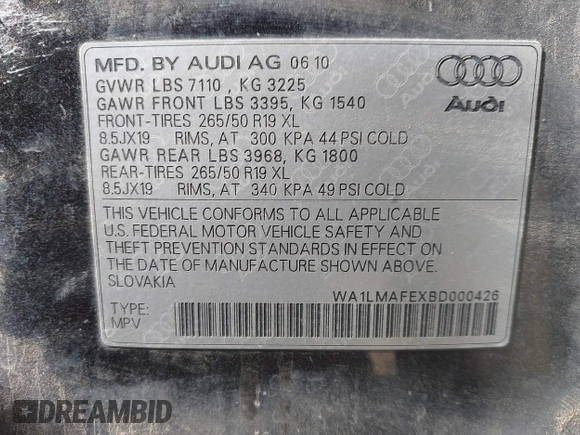 MFD. BY AUDI AG 06 10
GVWR LBS 7110 , KG 3225
GAWR FRONT LBS 3395, KG 1540
FRONT-TIRES 265/50 R19 XL
8.5JX19 RIMS, AT 300 KPA 44 PSI COLD
GAWR REAR LBS 3968, KG 1800
REAR-TIRES 265/50 R19 XL
8.5JX19 RIMS, AT 340 KPA 49 PSI COLD
Audi
THIS VEHICLE CONFORMS TO ALL APPLICABLE
U.S. FEDERAL MOTOR VEHICLE SAFETY AND
THEFT PREVENTION STANDARDS IN EFFECT ON
THE DATE OF MANUFACTURE SHOWN ABOVE.
SLOVAKIA
WA1LMAFEXBD000426
TYPE:
MPV
DREAMBID